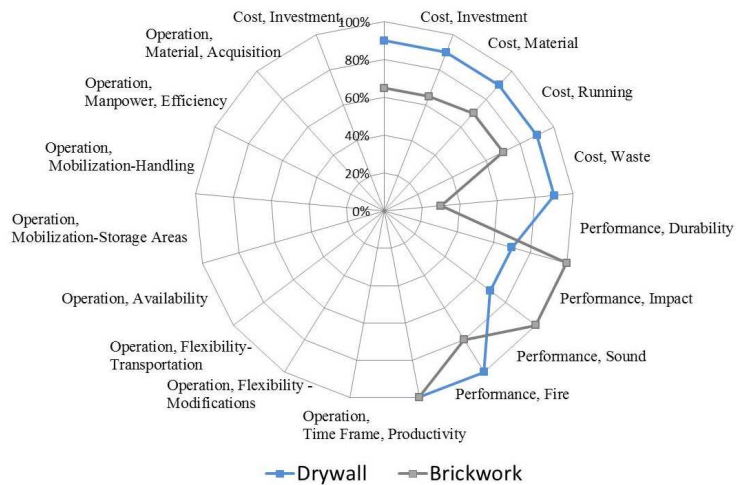 Cost, Investment
100%
80%
60%
40%
20%
0%
Cost, Investment
Cost, Material
Cost, Running
Cost, Waste
Performance, Durability
Performance, Impact
Performance, Sound
Performance, Fire
Operation,
Time Frame, Productivity
Operation, Flexibility -
Modifications
Operation, Flexibility-
Transportation
Operation, Availability
Operation,
Mobilization-Storage Areas
Operation,
Mobilization-Handling
Operation,
Manpower, Efficiency
Operation,
Material, Acquisition
Drywall
Brickwork